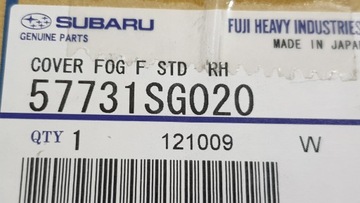 SUBARU
GENUINE PARTS
FUJI HEAVY INDUSTRIES
MADE IN JAPAN
COVER FOG F STD RH
57731SG020
QTY 1 121009 W